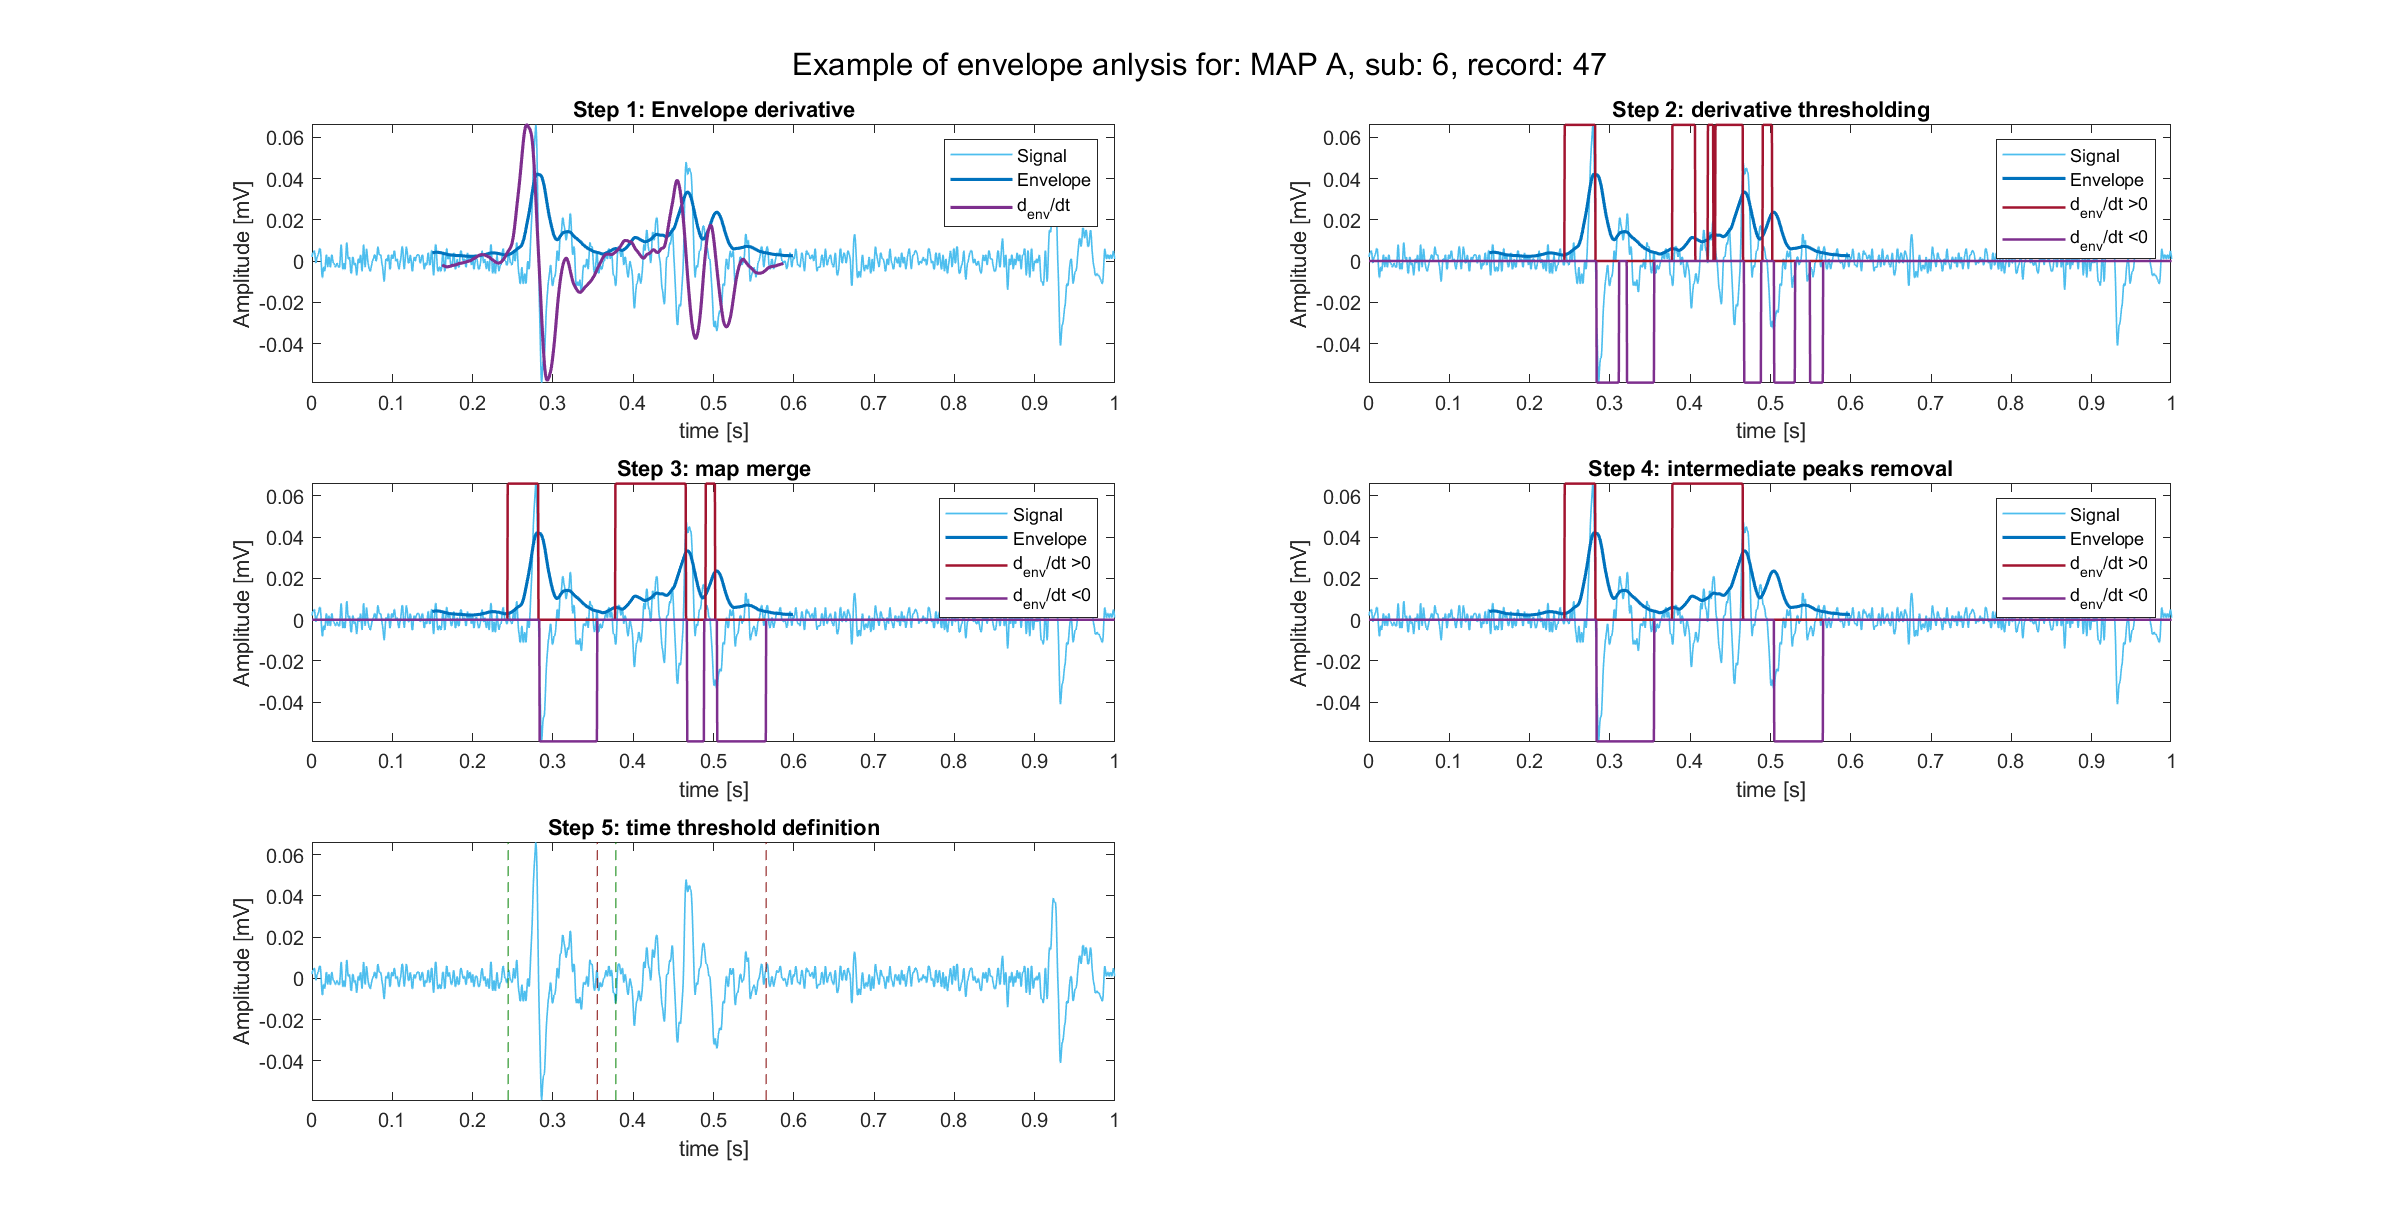 Example of envelope anlysis for: MAP A, sub: 6, record: 47
Step 1: Envelope derivative
0.06
0.04
0.02
0
-0.02
-0.04
Amplitude [mV]
Signal
Envelope
d_env/dt
0 0.1 0.2 0.3 0.4 0.5 0.6 0.7 0.8 0.9 1
time [s]
Step 2: derivative thresholding
0.06
0.04
0.02
0
-0.02
-0.04
Amplitude [mV]
Signal
Envelope
d_env/dt >0
d_env/dt <0
0 0.1 0.2 0.3 0.4 0.5 0.6 0.7 0.8 0.9 1
time [s]
Step 3: map merge
0.06
0.04
0.02
0
-0.02
-0.04
Amplitude [mV]
Signal
Envelope
d_env/dt >0
d_env/dt <0
0 0.1 0.2 0.3 0.4 0.5 0.6 0.7 0.8 0.9 1
time [s]
Step 4: intermediate peaks removal
0.06
0.04
0.02
0
-0.02
-0.04
Amplitude [mV]
Signal
Envelope
d_env/dt >0
d_env/dt <0
0 0.1 0.2 0.3 0.4 0.5 0.6 0.7 0.8 0.9 1
time [s]
Step 5: time threshold definition
0.06
0.04
0.02
0
-0.02
-0.04
Amplitude [mV]
0 0.1 0.2 0.3 0.4 0.5 0.6 0.7 0.8 0.9 1
time [s]